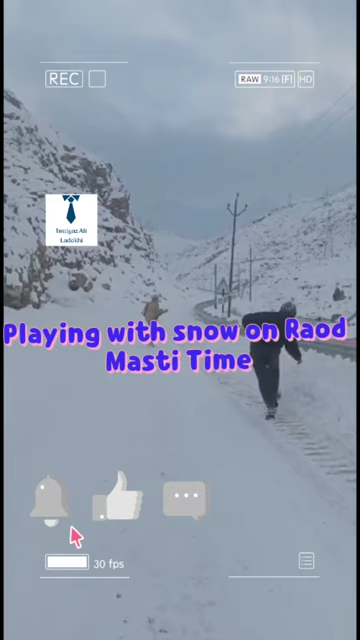 REC
RAW 9:16 [F] HD
Imtiyaz Ali
Ladakhi
Playing with snow on Raod
Masti Time
30 fps